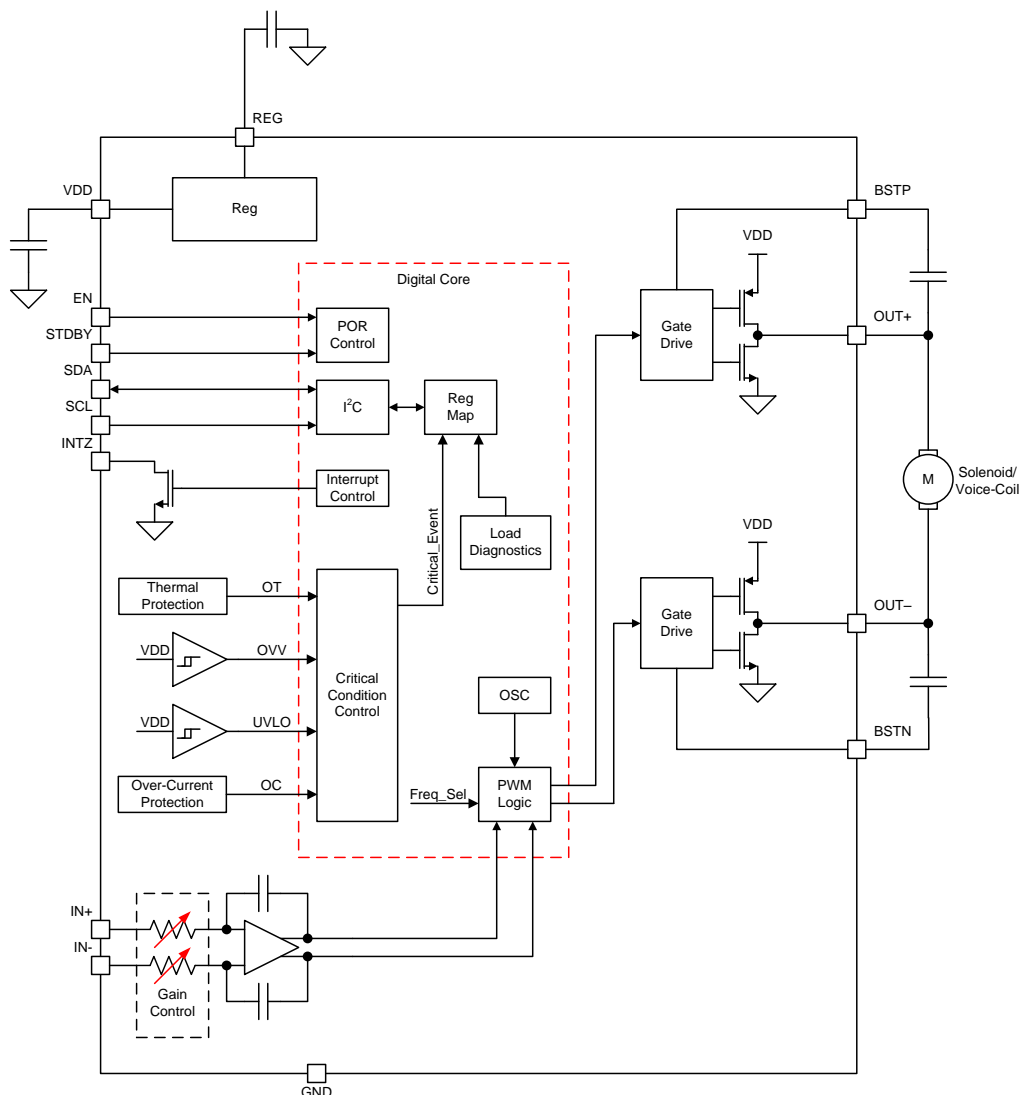 REG
VDD
Reg
BSTP
VDD
Digital Core
EN
POR
Control
Gate
Drive
OUT+
STDBY
SDA
I²C
Reg
Map
SCL
INTZ
Interrupt
Control
M
Solenoid/
Voice-Coil
Load
Diagnostics
Critical_Event
VDD
Thermal
Protection
OT
Gate
Drive
OUT–
VDD
OVV
Critical
Condition
Control
OSC
VDD
UVLO
BSTN
Over-Current
Protection
OC
Freq_Sel
PWM
Logic
IN+
IN-
Gain
Control
GND